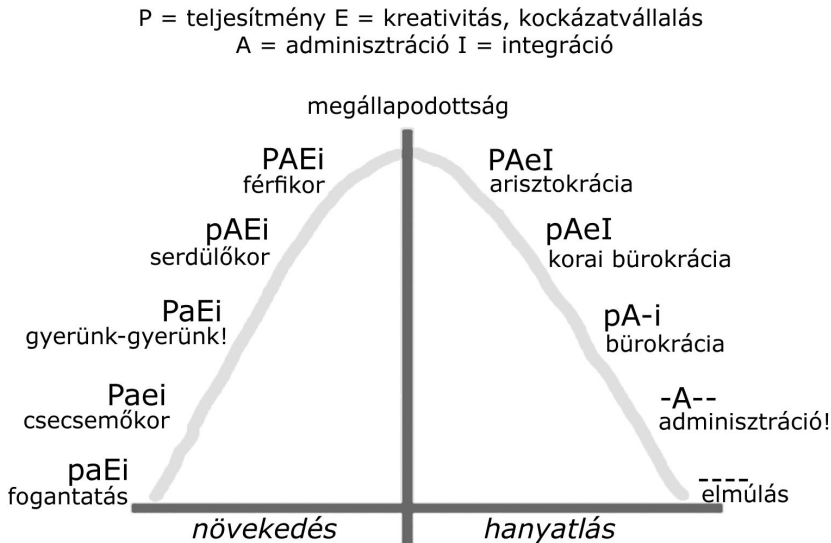 P = teljesítmény E = kreativitás, kockázatvállalás
A = adminisztráció I = integráció
megállapodottság
PAEi
férfikor
pAEi
serdülőkor
PaEi
gyerünk-gyerünk!
Paei
csecsemőkor
paEi
fogantatás
PAeI
arisztokrácia
pAeI
korai bürokrácia
pA-i
bürokrácia
-A--
adminisztráció!
----
elmúlás
növekedés
hanyatlás